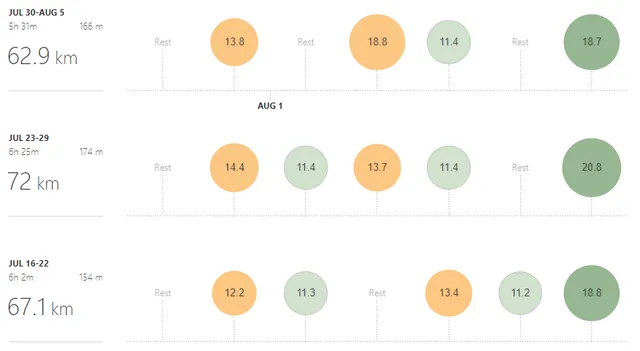 JUL 30-AUG 5
5h 31m 166 m
62.9 km
Rest 13.8 Rest 18.8 11.4 Rest 18.7
AUG 1
JUL 23-29
6h 25m 174 m
72 km
Rest 14.4 11.4 13.7 11.4 Rest 20.8
JUL 16-22
6h 2m 154 m
67.1 km
Rest 12.2 11.3 Rest 13.4 11.2 18.8